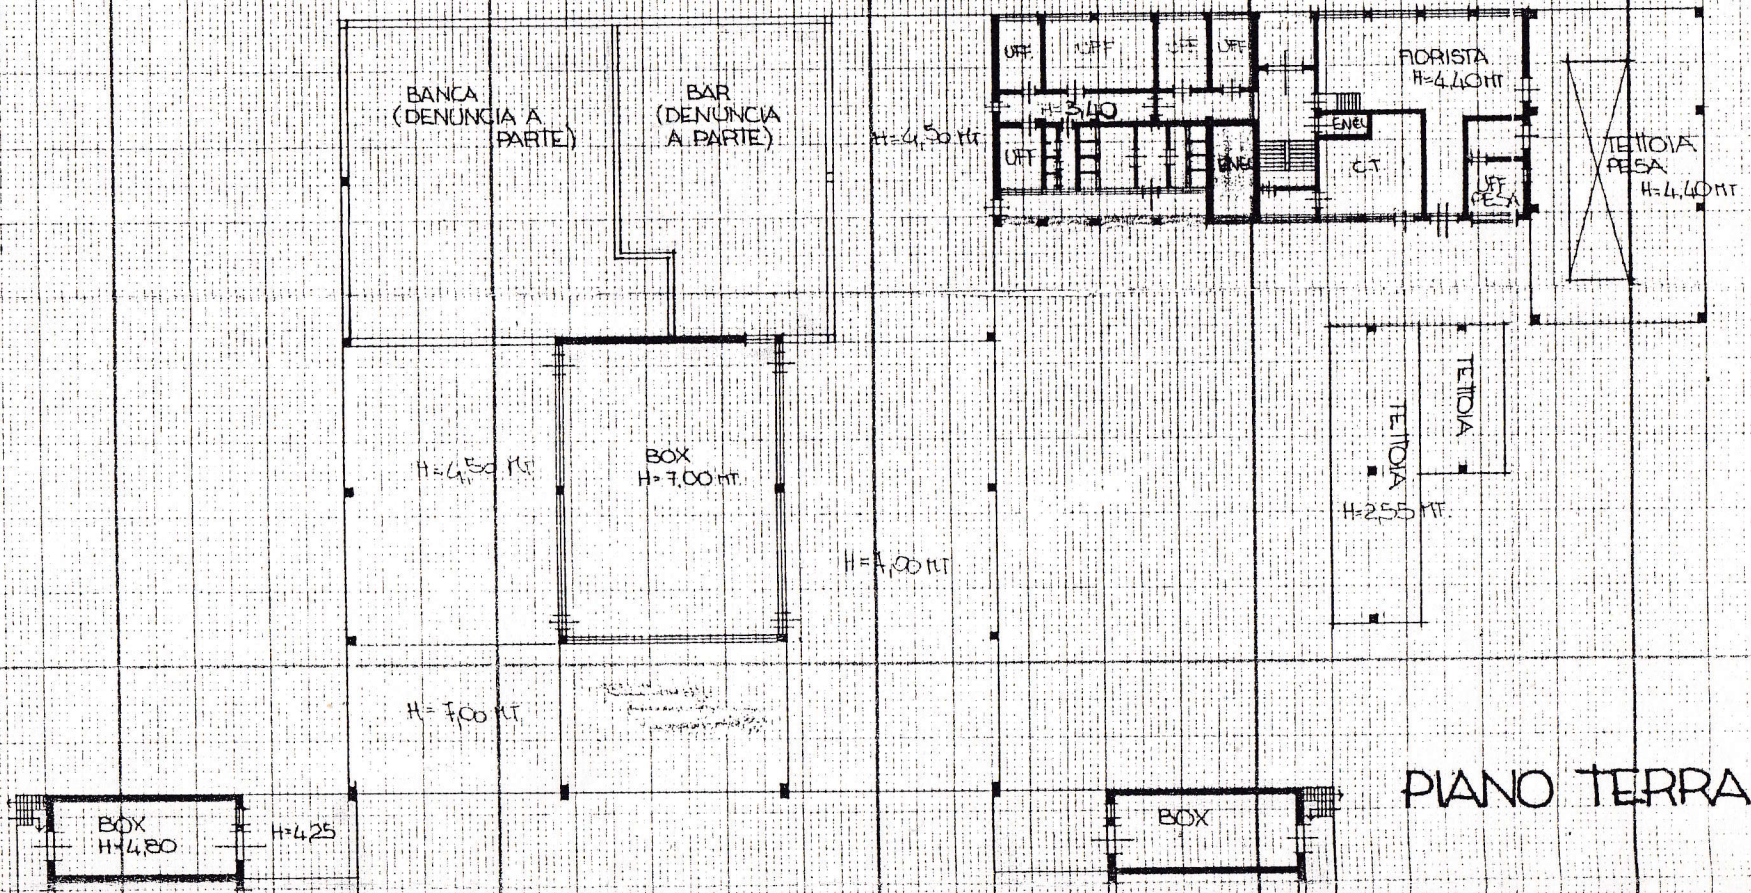 UFF
UFF
UFF
UFF
FIORISTA
H=4,40 MT
BANCA
(DENUNCIA A
PARTE)
BAR
(DENUNCIA
A PARTE)
H=3,40
H=4,50 MT
ENEL
UFF
ENEL
C.T.
UFF
PESA
TETTOIA
PESA
H=4,40 MT
TETTOIA
TETTOIA
H=2,55 MT.
H=4,50 MT
BOX
H=7,00 MT.
H=7,00 MT
H=7,00 MT
PIANO TERRA
BOX
H=4,80
H=4,25
BOX